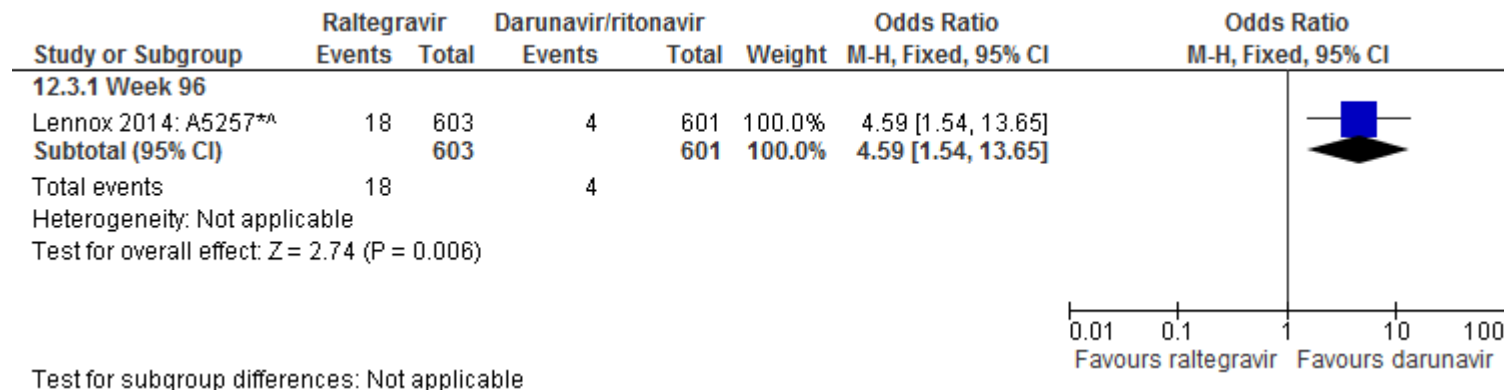 Raltegravir Darunavir/ritonavir Odds Ratio Odds Ratio
Study or Subgroup Events Total Events Total Weight M-H, Fixed, 95% CI M-H, Fixed, 95% CI
12.3.1 Week 96
Lennox 2014: A5257*^ 18 603 4 601 100.0% 4.59 [1.54, 13.65]
Subtotal (95% CI) 603 601 100.0% 4.59 [1.54, 13.65]
Total events 18 4
Heterogeneity: Not applicable
Test for overall effect: Z = 2.74 (P = 0.006)
0.01 0.1 1 10 100
Favours raltegravir Favours darunavir
Test for subgroup differences: Not applicable